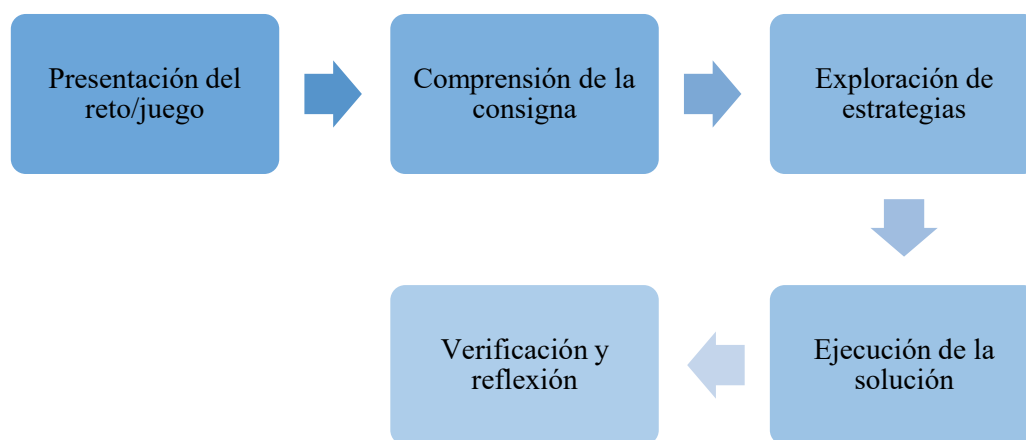 Presentación del
reto/juego
Comprensión de la
consigna
Exploración de
estrategias
Ejecución de la
solución
Verificación y
reflexión